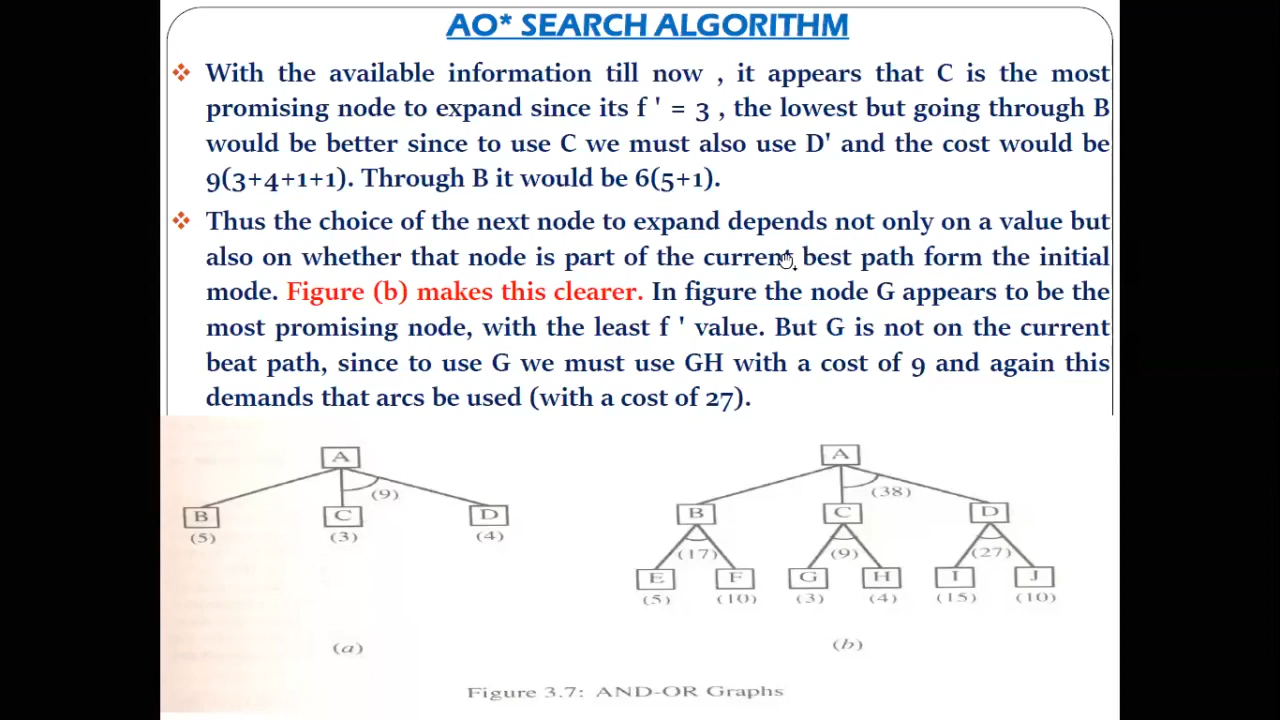 AO* SEARCH ALGORITHM
❖ With the available information till now , it appears that C is the most
promising node to expand since its f ' = 3 , the lowest but going through B
would be better since to use C we must also use D' and the cost would be
9(3+4+1+1). Through B it would be 6(5+1).
❖ Thus the choice of the next node to expand depends not only on a value but
also on whether that node is part of the current best path form the initial
mode. Figure (b) makes this clearer. In figure the node G appears to be the
most promising node, with the least f ' value. But G is not on the current
beat path, since to use G we must use GH with a cost of 9 and again this
demands that arcs be used (with a cost of 27).
A
(9)
B C D
(5) (3) (4)
(a)
A
(38)
B C D
(17) (9) (27)
E F G H I J
(5) (10) (3) (4) (15) (10)
(b)
Figure 3.7: AND-OR Graphs